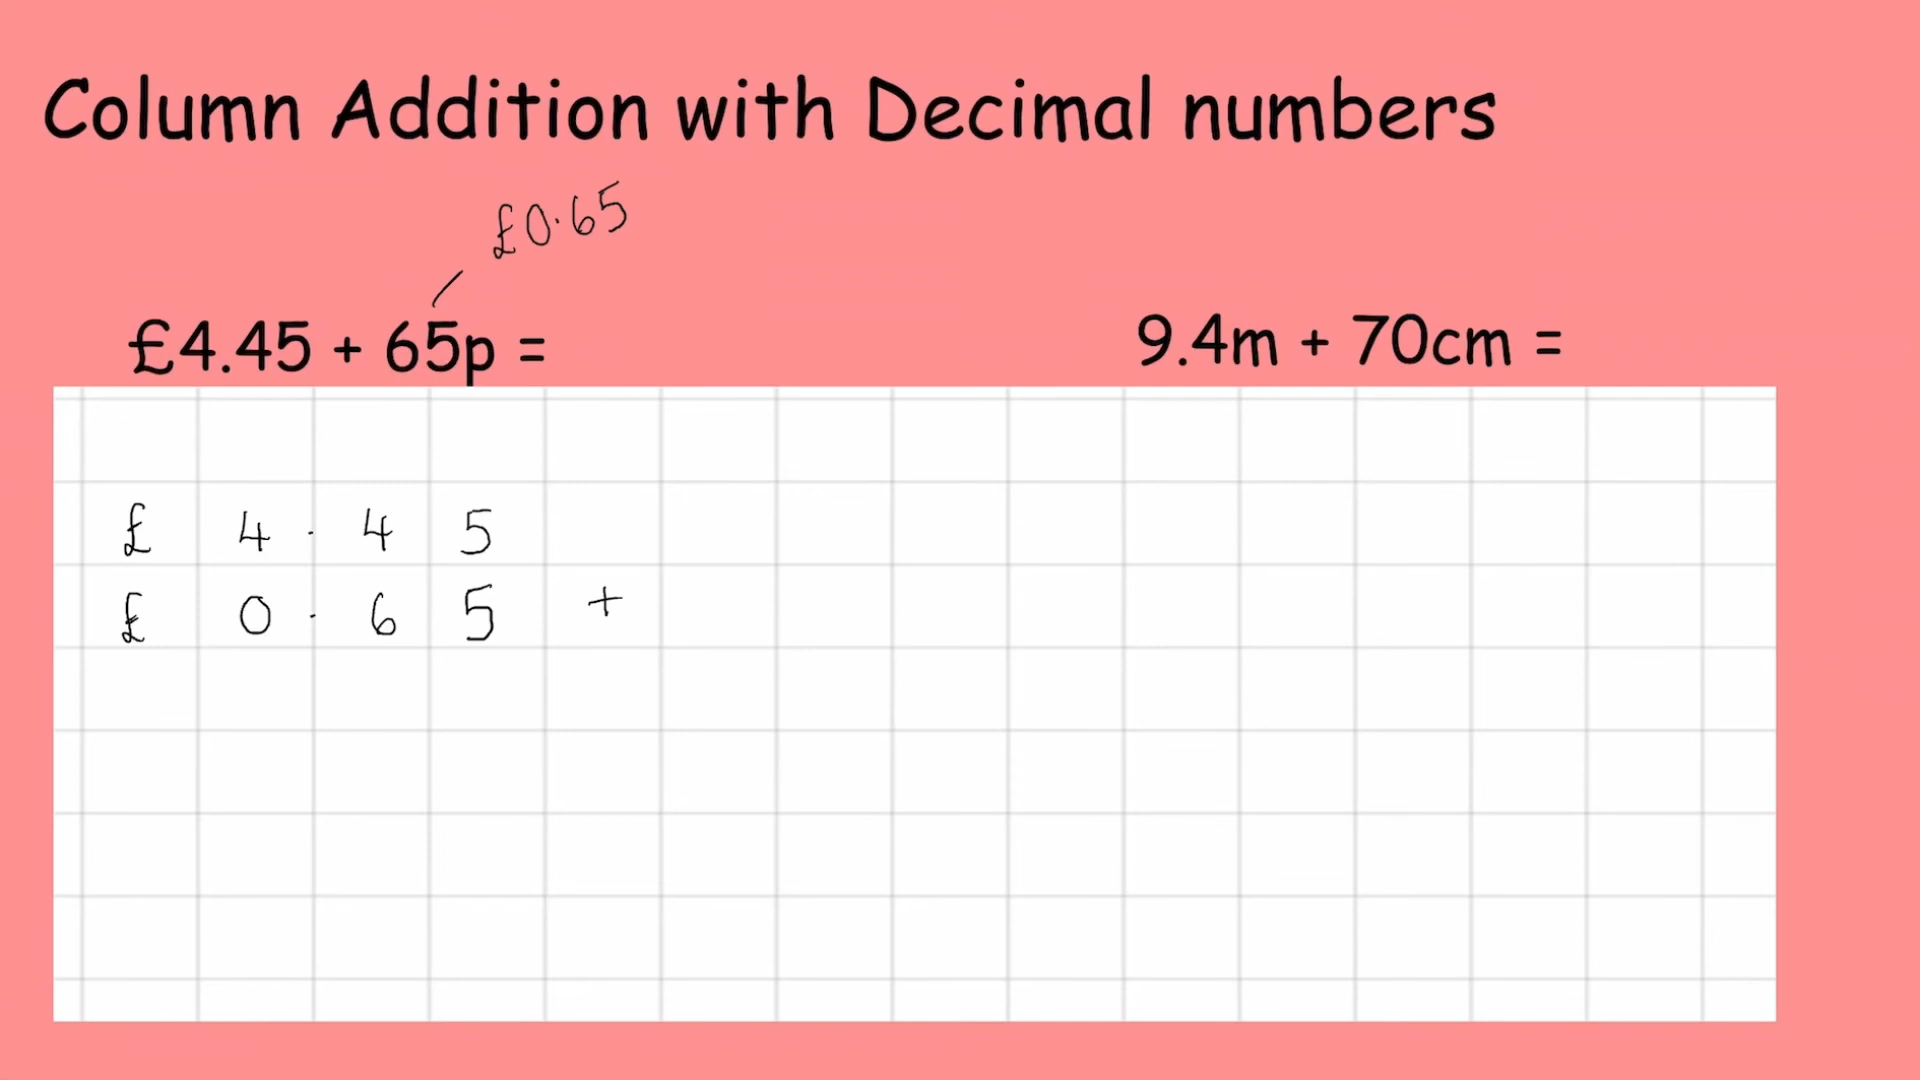 Column Addition with Decimal numbers
£0.65
£4.45 + 65p =
9.4m + 70cm =
£ 4 . 4 5
£ 0 . 6 5 +